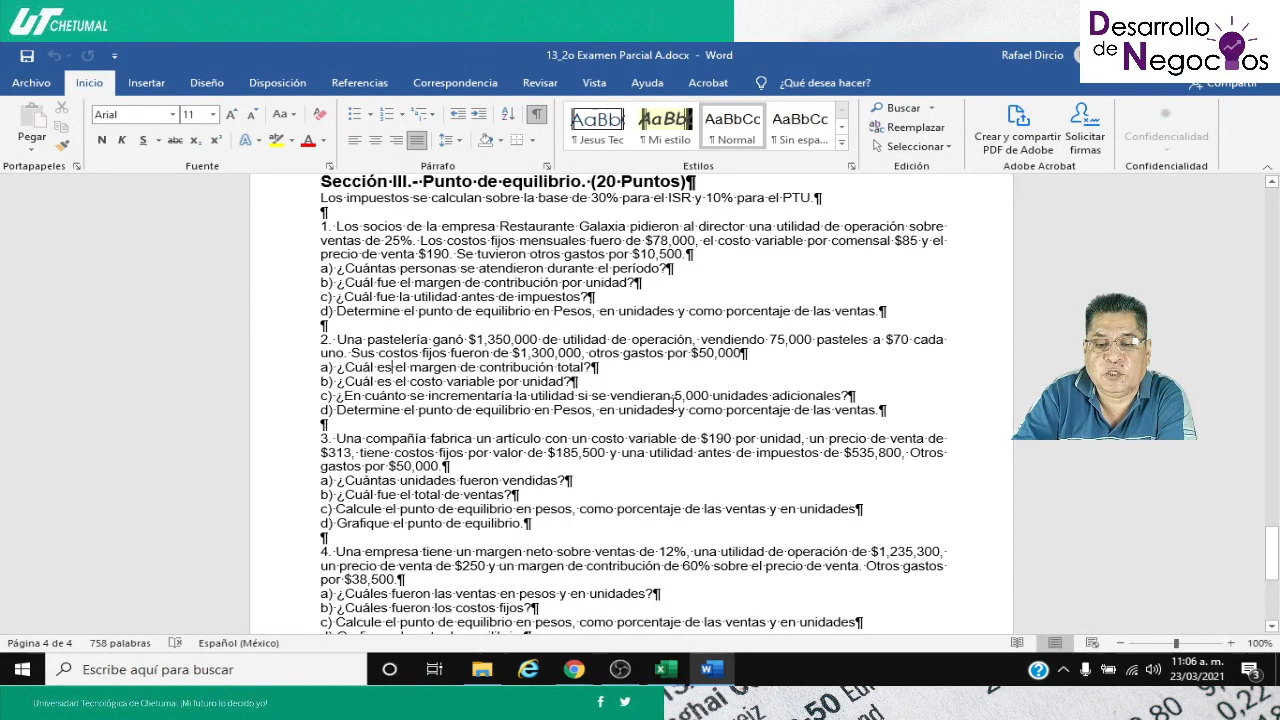 UT CHETUMAL
Desarrollo
de
Negocios
13_2o Examen Parcial A.docx - Word
Rafael Dircio
Archivo Inicio Insertar Diseño Disposición Referencias Correspondencia Revisar Vista Ayuda Acrobat ¿Qué desea hacer?
Compartir
Arial 11
Pegar
N K S abc x₂ x²
AaBbC AaBbC AaBbCc AaBbCc
¶ Jesus Tec ¶ Mi estilo ¶ Normal ¶ Sin espa...
Buscar
Reemplazar
Seleccionar
Crear y compartir PDF de Adobe
Solicitar firmas
Confidencialidad
Portapapeles Fuente Párrafo Estilos Edición Adobe Acrobat Confidencialidad
Sección·III.-·Punto·de·equilibrio.·(20·Puntos)¶
Los·impuestos·se·calculan·sobre·la·base·de·30%·para·el·ISR·y·10%·para·el·PTU.¶
¶
1.·Los·socios·de·la·empresa·Restaurante·Galaxia·pidieron·al·director·una·utilidad·de·operación·sobre·
ventas·de·25%.·Los·costos·fijos·mensuales·fuero·de·$78,000,·el·costo·variable·por·comensal·$85·y·el·
precio·de·venta·$190.·Se·tuvieron·otros·gastos·por·$10,500.¶
a)·¿Cuántas·personas·se·atendieron·durante·el·período?¶
b)·¿Cuál·fue·el·margen·de·contribución·por·unidad?¶
c)·¿Cuál·fue·la·utilidad·antes·de·impuestos?¶
d)·Determine·el·punto·de·equilibrio·en·Pesos,·en·unidades·y·como·porcentaje·de·las·ventas.¶
¶
2.·Una·pastelería·ganó·$1,350,000·de·utilidad·de·operación,·vendiendo·75,000·pasteles·a·$70·cada·
uno.·Sus·costos·fijos·fueron·de·$1,300,000,·otros·gastos·por·$50,000¶
a)·¿Cuál·es·el·margen·de·contribución·total?¶
b)·¿Cuál·es·el·costo·variable·por·unidad?¶
c)·¿En·cuánto·se·incrementaría·la·utilidad·si·se·vendieran·5,000·unidades·adicionales?¶
d)·Determine·el·punto·de·equilibrio·en·Pesos,·en·unidades·y·como·porcentaje·de·las·ventas.¶
¶
3.·Una·compañía·fabrica·un·artículo·con·un·costo·variable·de·$190·por·unidad,·un·precio·de·venta·de·
$313,·tiene·costos·fijos·por·valor·de·$185,500·y·una·utilidad·antes·de·impuestos·de·$535,800,·Otros·
gastos·por·$50,000.¶
a)·¿Cuántas·unidades·fueron·vendidas?¶
b)·¿Cuál·fue·el·total·de·ventas?¶
c)·Calcule·el·punto·de·equilibrio·en·pesos,·como·porcentaje·de·las·ventas·y·en·unidades¶
d)·Grafique·el·punto·de·equilibrio.¶
¶
4.·Una·empresa·tiene·un·margen·neto·sobre·ventas·de·12%,·una·utilidad·de·operación·de·$1,235,300,·
un·precio·de·venta·de·$250·y·un·margen·de·contribución·de·60%·sobre·el·precio·de·venta.·Otros·gastos·
por·$38,500.¶
a)·¿Cuáles·fueron·las·ventas·en·pesos·y·en·unidades?¶
b)·¿Cuáles·fueron·los·costos·fijos?¶
c)·Calcule·el·punto·de·equilibrio·en·pesos,·como·porcentaje·de·las·ventas·y·en·unidades¶
Página 4 de 4 758 palabras Español (México) 100%
Escribe aquí para buscar
11:06 a. m.
23/03/2021
3
Universidad Tecnológica de Chetumal ¡Mi futuro lo decido yo!